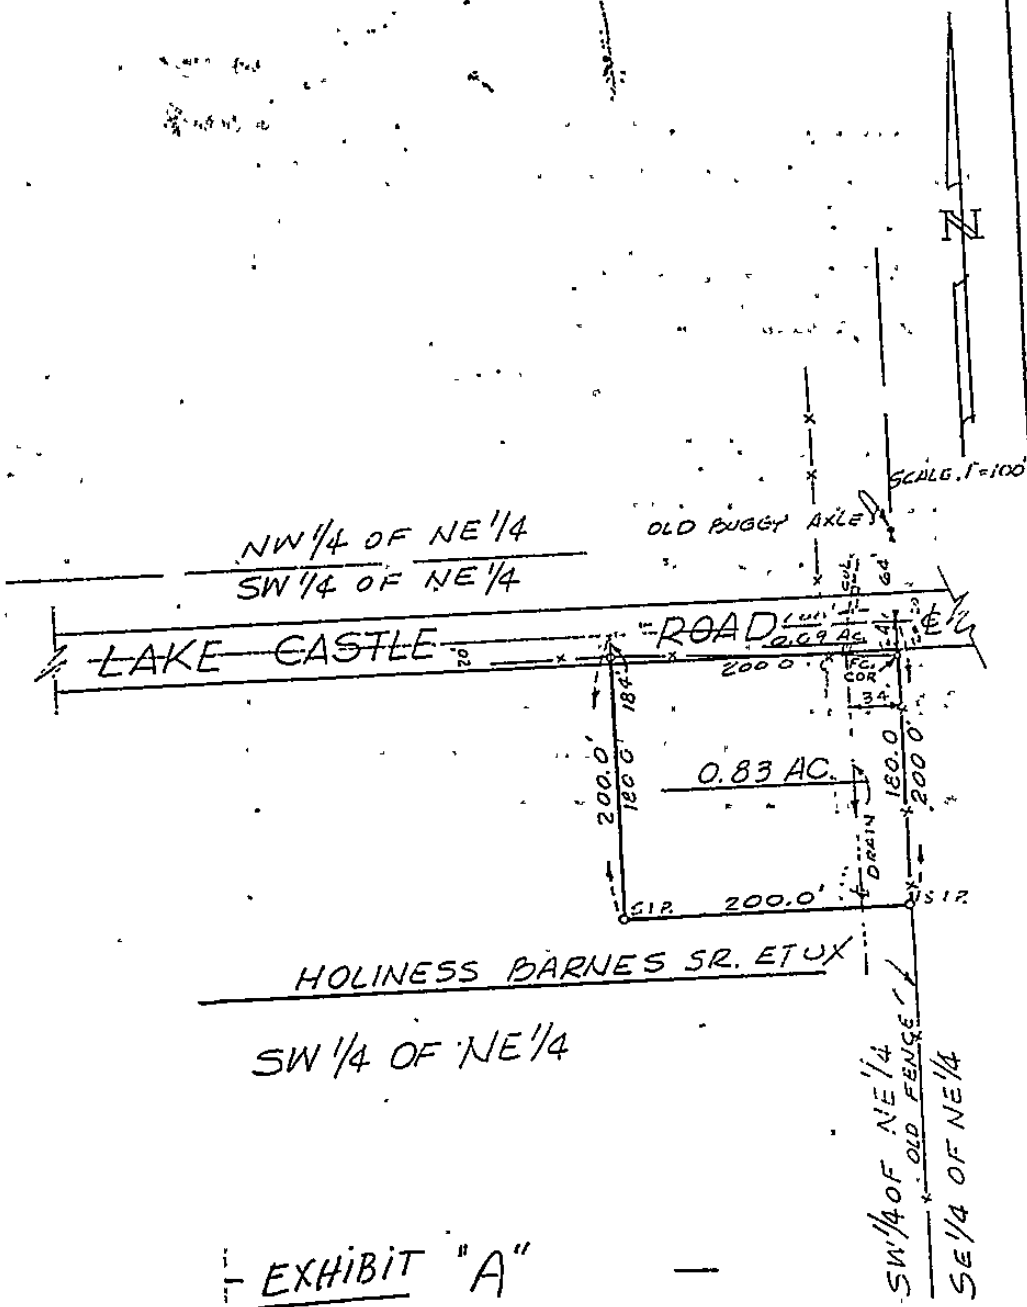 N
SCALE. 1"=100'
OLD BUGGY AXLE
NW 1/4 OF NE 1/4
SW 1/4 OF NE 1/4
64'
LAKE CASTLE ROAD
20'
0.09 AC.
200.0'
FC.
COR
34'
184'
200.0'
180.0'
0.83 AC.
180.0
200.0'
DRAIN
S.I.P.
200.0'
S.I.P.
HOLINESS BARNES SR. ET UX
SW 1/4 OF NE 1/4
SW 1/4 OF NE 1/4
OLD FENCE
SE 1/4 OF NE 1/4
EXHIBIT "A"